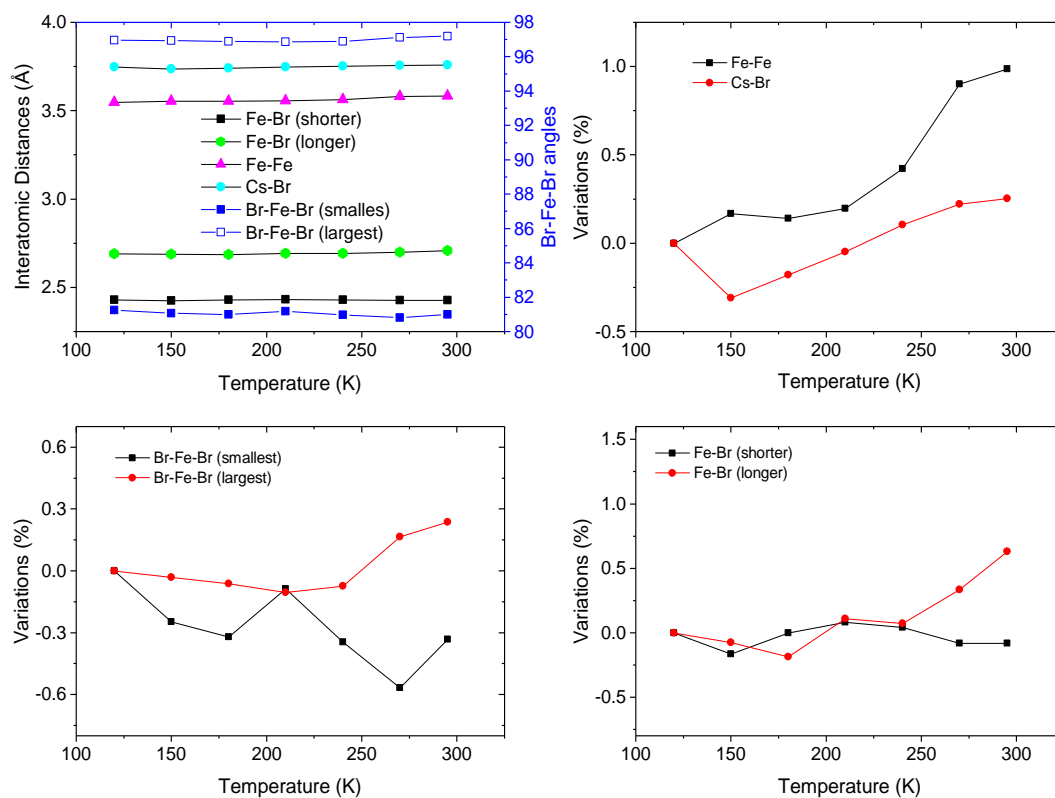 4.0
3.5
3.0
2.5
98
96
94
92
90
88
86
84
82
80
Interatomic Distances (Å)
Br-Fe-Br angles
Fe-Br (shorter)
Fe-Br (longer)
Fe-Fe
Cs-Br
Br-Fe-Br (smalles)
Br-Fe-Br (largest)
100 150 200 250 300
Temperature (K)
1.0
0.5
0.0
-0.5
Variations (%)
Fe-Fe
Cs-Br
100 150 200 250 300
Temperature (K)
0.6
0.3
0.0
-0.3
-0.6
Variations (%)
Br-Fe-Br (smallest)
Br-Fe-Br (largest)
100 150 200 250 300
Temperature (K)
1.5
1.0
0.5
0.0
-0.5
Variations (%)
Fe-Br (shorter)
Fe-Br (longer)
100 150 200 250 300
Temperature (K)